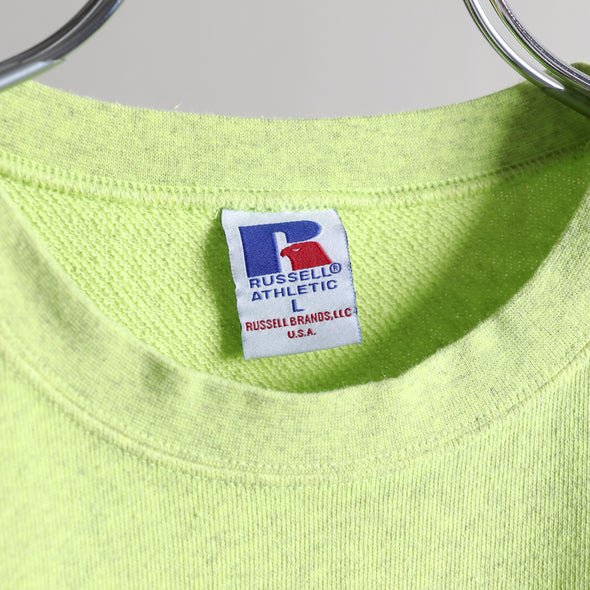 RUSSELL®
ATHLETIC
L
RUSSELL BRANDS, LLC
U.S.A.